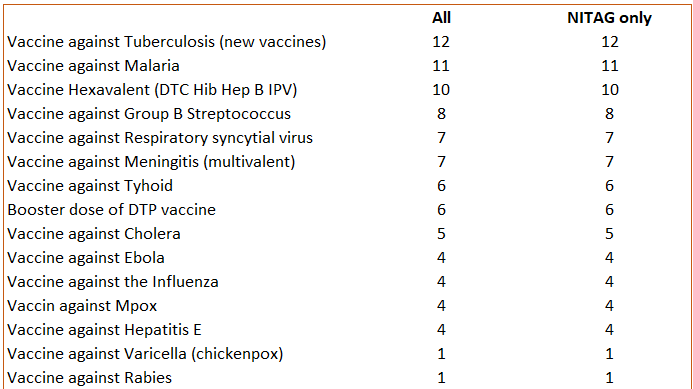 All NITAG only
Vaccine against Tuberculosis (new vaccines) 12 12
Vaccine against Malaria 11 11
Vaccine Hexavalent (DTC Hib Hep B IPV) 10 10
Vaccine against Group B Streptococcus 8 8
Vaccine against Respiratory syncytial virus 7 7
Vaccine against Meningitis (multivalent) 7 7
Vaccine against Tyhoid 6 6
Booster dose of DTP vaccine 6 6
Vaccine against Cholera 5 5
Vaccine against Ebola 4 4
Vaccine against the Influenza 4 4
Vaccin against Mpox 4 4
Vaccine against Hepatitis E 4 4
Vaccine against Varicella (chickenpox) 1 1
Vaccine against Rabies 1 1